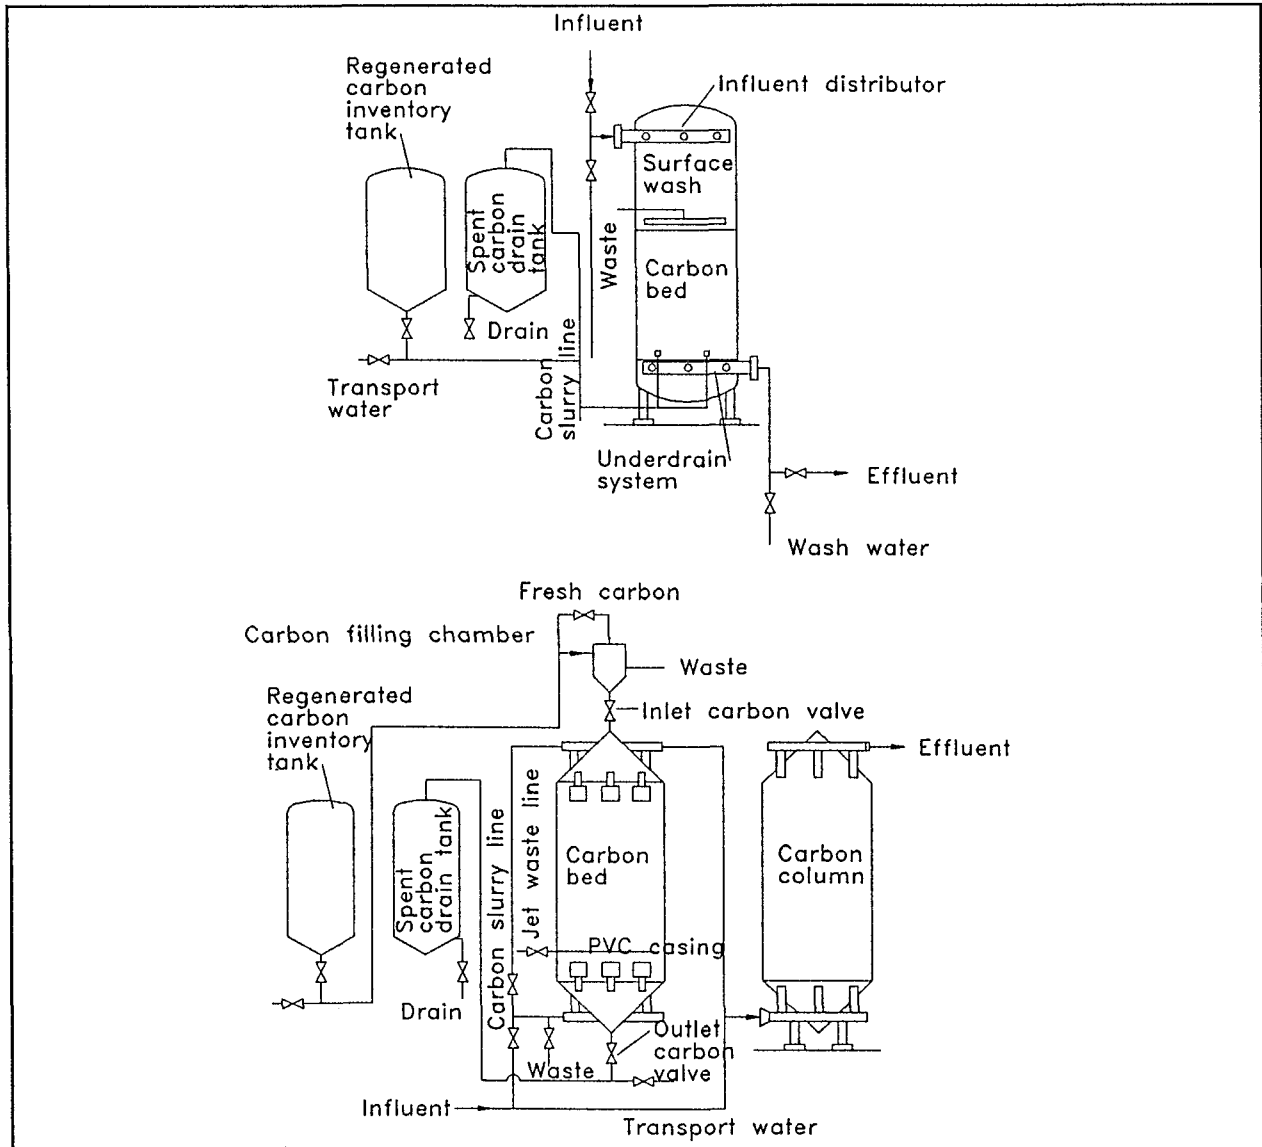 Influent
Regenerated
carbon
inventory
tank
Influent distributor
Surface
wash
Spent
carbon
drain
tank
Waste
Carbon
bed
Drain
Transport
water
Carbon
slurry line
Underdrain
system
Effluent
Wash water
Fresh carbon
Carbon filling chamber
Waste
Regenerated
carbon
inventory
tank
Inlet carbon valve
Effluent
Spent
carbon
drain tank
Carbon slurry line
Jet waste line
Carbon
bed
Carbon
column
PVC casing
Drain
Outlet
carbon
valve
Waste
Influent
Transport water